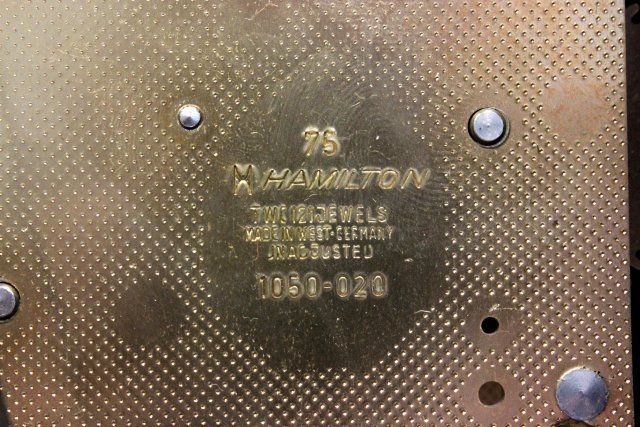 75
HAMILTON
TWO (2) JEWELS
MADE IN WEST-GERMANY
UNADJUSTED
1050-020